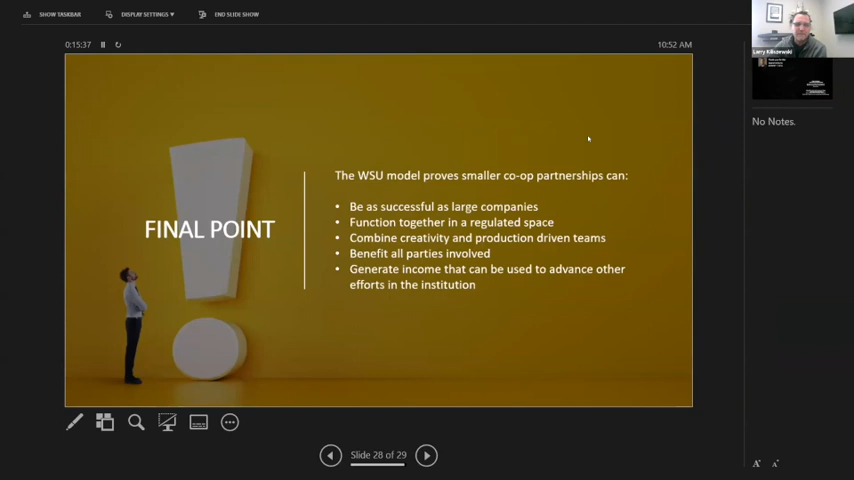 SHOW TASKBAR
DISPLAY SETTINGS ▼
END SLIDE SHOW
0:15:37
10:52 AM
Larry Kilszewski
No Notes.
The WSU model proves smaller co-op partnerships can:
FINAL POINT
• Be as successful as large companies
• Function together in a regulated space
• Combine creativity and production driven teams
• Benefit all parties involved
• Generate income that can be used to advance other
efforts in the institution
Slide 28 of 29
A
A